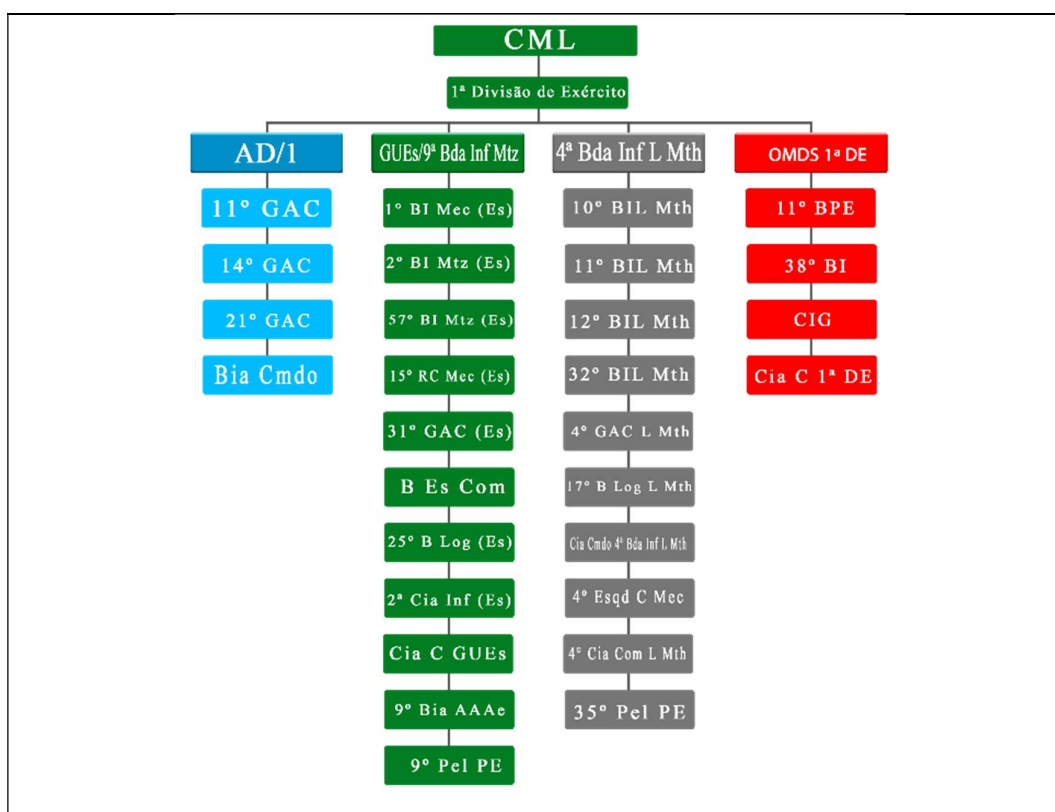 CML
1ª Divisão de Exército
AD/1
11º GAC
14º GAC
21º GAC
Bia Cmdo
GUEs/9ª Bda Inf Mtz
1º BI Mec (Es)
2º BI Mtz (Es)
57º BI Mtz (Es)
15º RC Mec (Es)
31º GAC (Es)
B Es Com
25º B Log (Es)
2ª Cia Inf (Es)
Cia C GUEs
9º Bia AAAe
9º Pel PE
4ª Bda Inf L Mth
10º BIL Mth
11º BIL Mth
12º BIL Mth
32º BIL Mth
4º GAC L Mth
17º B Log L Mth
Cia Cmdo 4ª Bda Inf L Mth
4º Esqd C Mec
4º Cia Com L Mth
35º Pel PE
OMDS 1ª DE
11º BPE
38º BI
CIG
Cia C 1ª DE